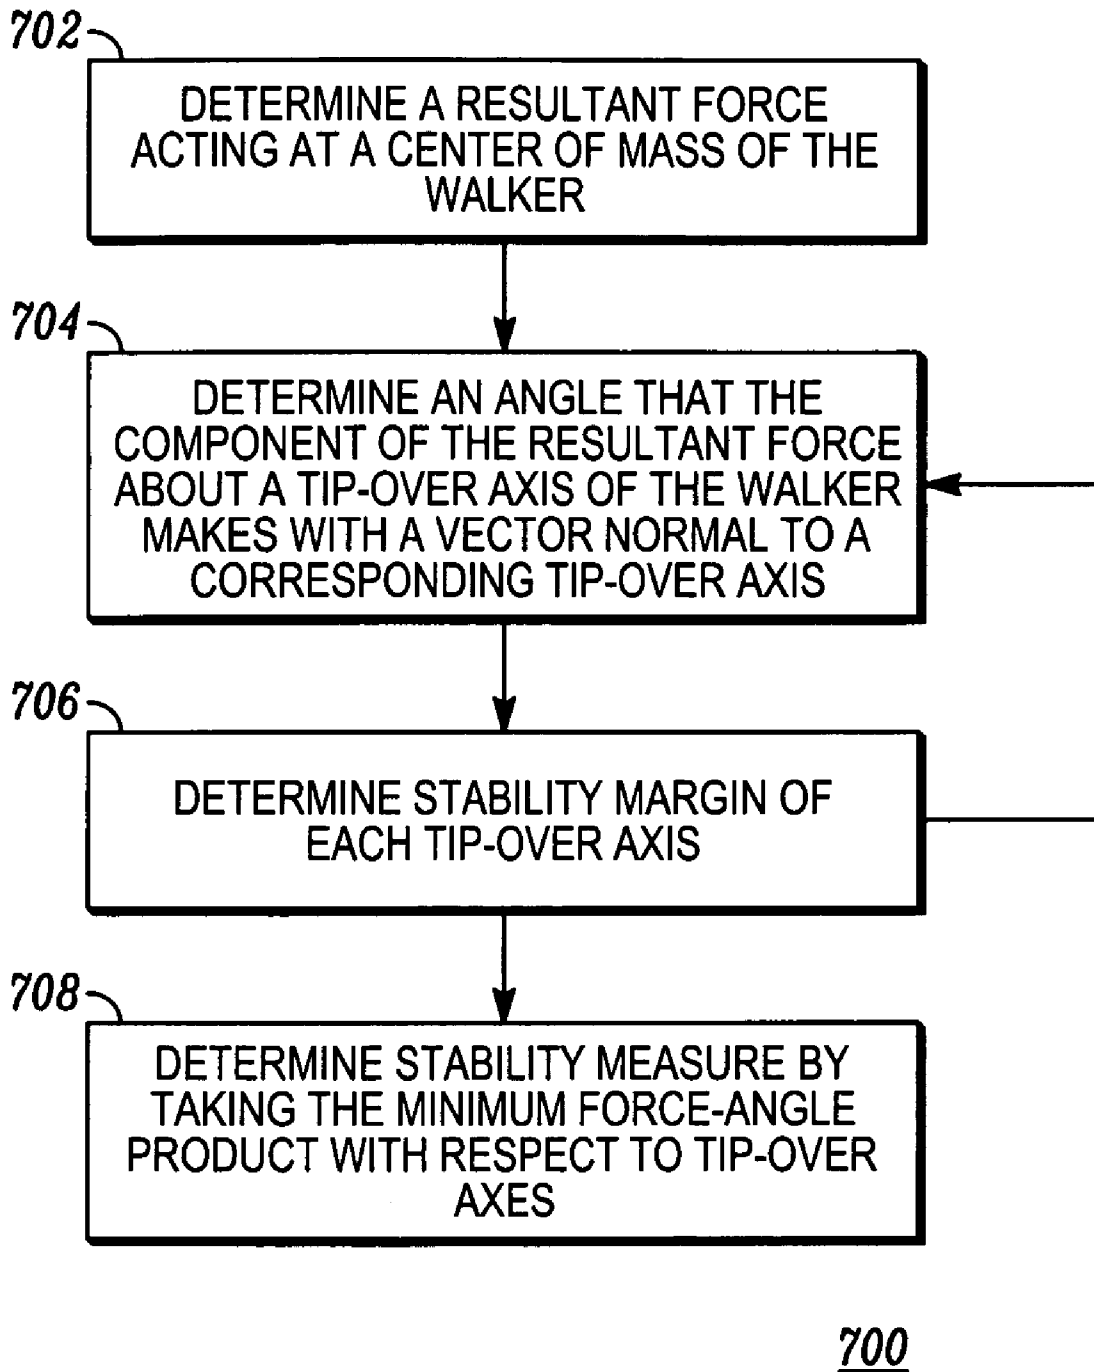 702
DETERMINE A RESULTANT FORCE
ACTING AT A CENTER OF MASS OF THE
WALKER
704
DETERMINE AN ANGLE THAT THE
COMPONENT OF THE RESULTANT FORCE
ABOUT A TIP-OVER AXIS OF THE WALKER
MAKES WITH A VECTOR NORMAL TO A
CORRESPONDING TIP-OVER AXIS.
706
DETERMINE STABILITY MARGIN OF
EACH TIP-OVER AXIS
708
DETERMINE STABILITY MEASURE BY
TAKING THE MINIMUM FORCE-ANGLE
PRODUCT WITH RESPECT TO TIP-OVER
AXES
700